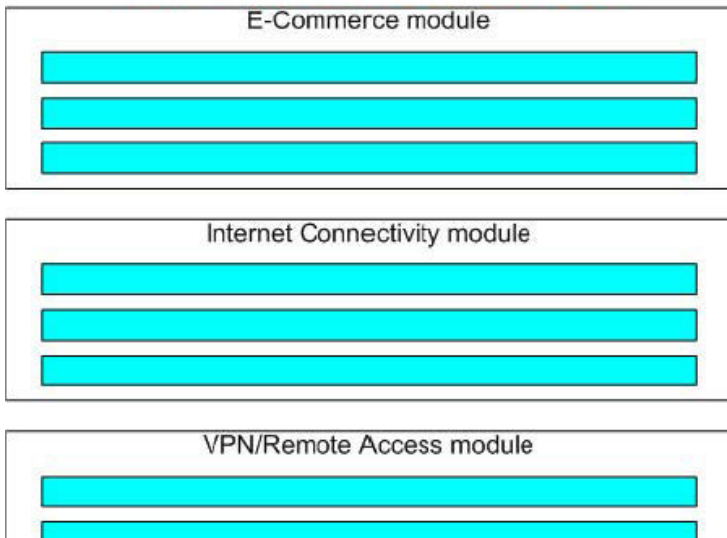 E-Commerce module
Internet Connectivity module
VPN/Remote Access module